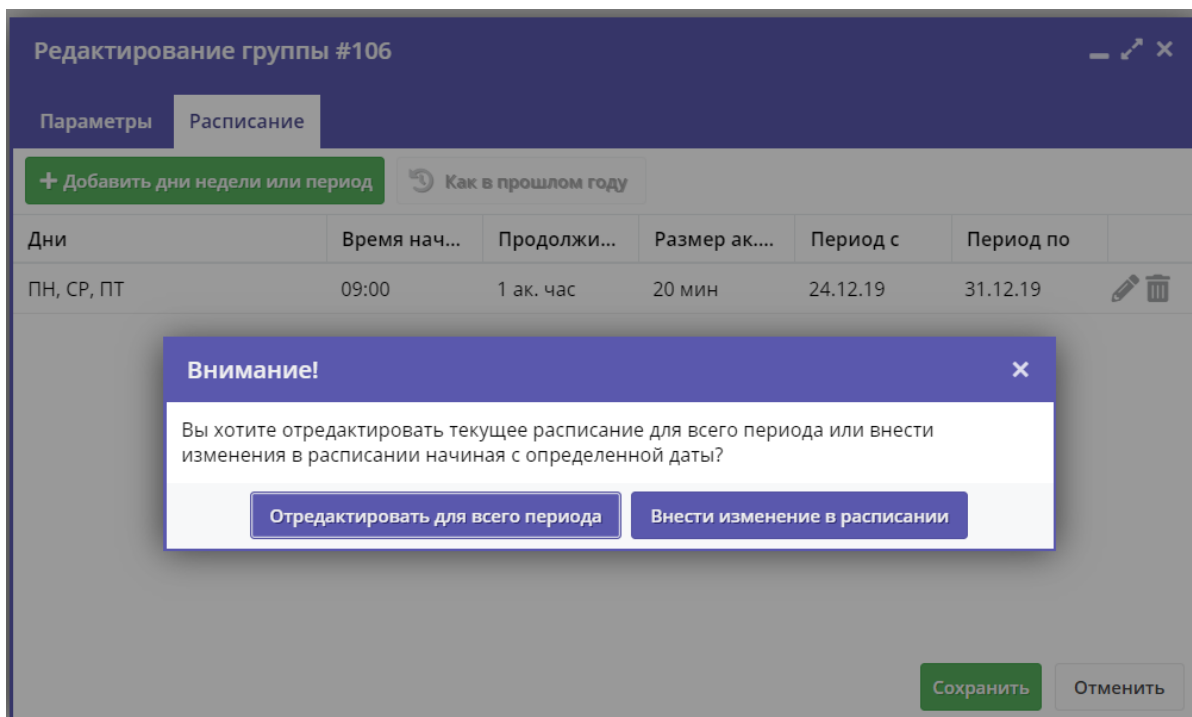 Редактирование группы #106
Параметры Расписание
+ Добавить дни недели или период Как в прошлом году
Дни Время нач... Продолжи... Размер ак.... Период с Период по
ПН, СР, ПТ 09:00 1 ак. час 20 мин 24.12.19 31.12.19
Внимание!
Вы хотите отредактировать текущее расписание для всего периода или внести
изменения в расписании начиная с определенной даты?
Отредактировать для всего периода Внести изменение в расписании
Сохранить Отменить